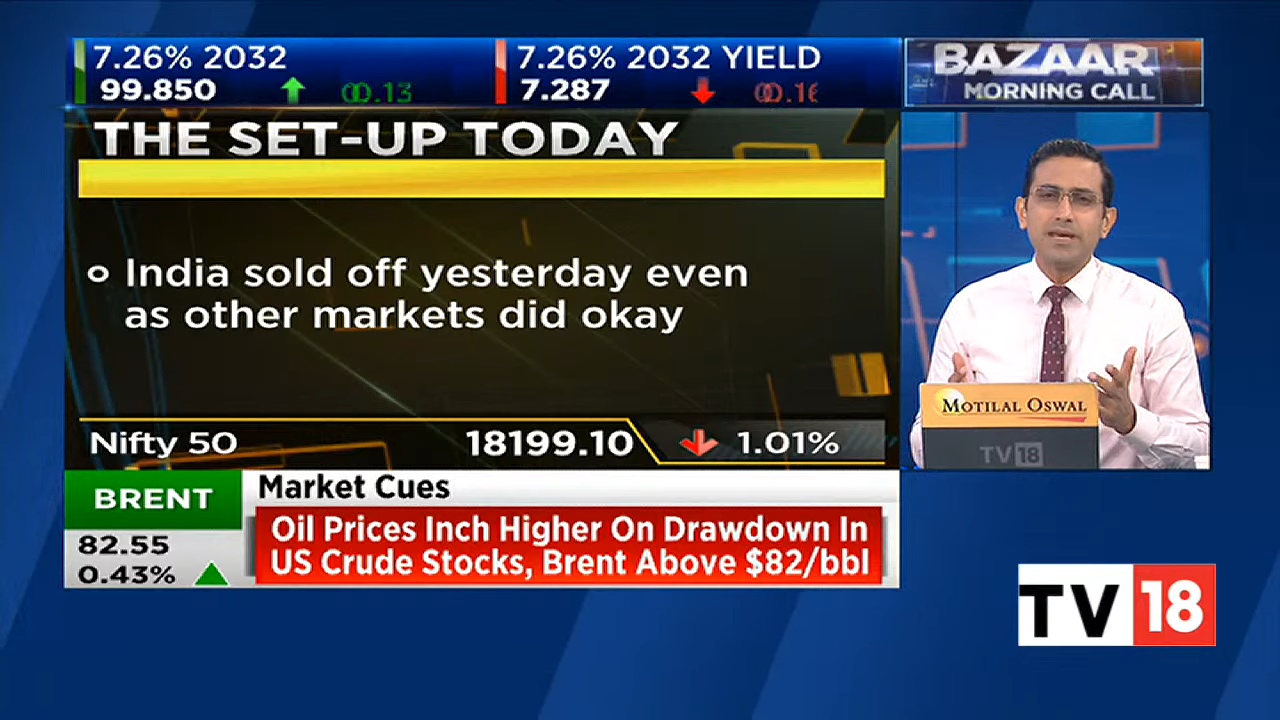 7.26% 2032
99.850
7.26% 2032 YIELD
7.287
BAZAAR
MORNING CALL
THE SET-UP TODAY
India sold off yesterday even
as other markets did okay
Nifty 50 18199.10 1.01%
BRENT
82.55
0.43%
Market Cues
Oil Prices Inch Higher On Drawdown In
US Crude Stocks, Brent Above $82/bbl
MOTILAL OSWAL
TV18
TV18